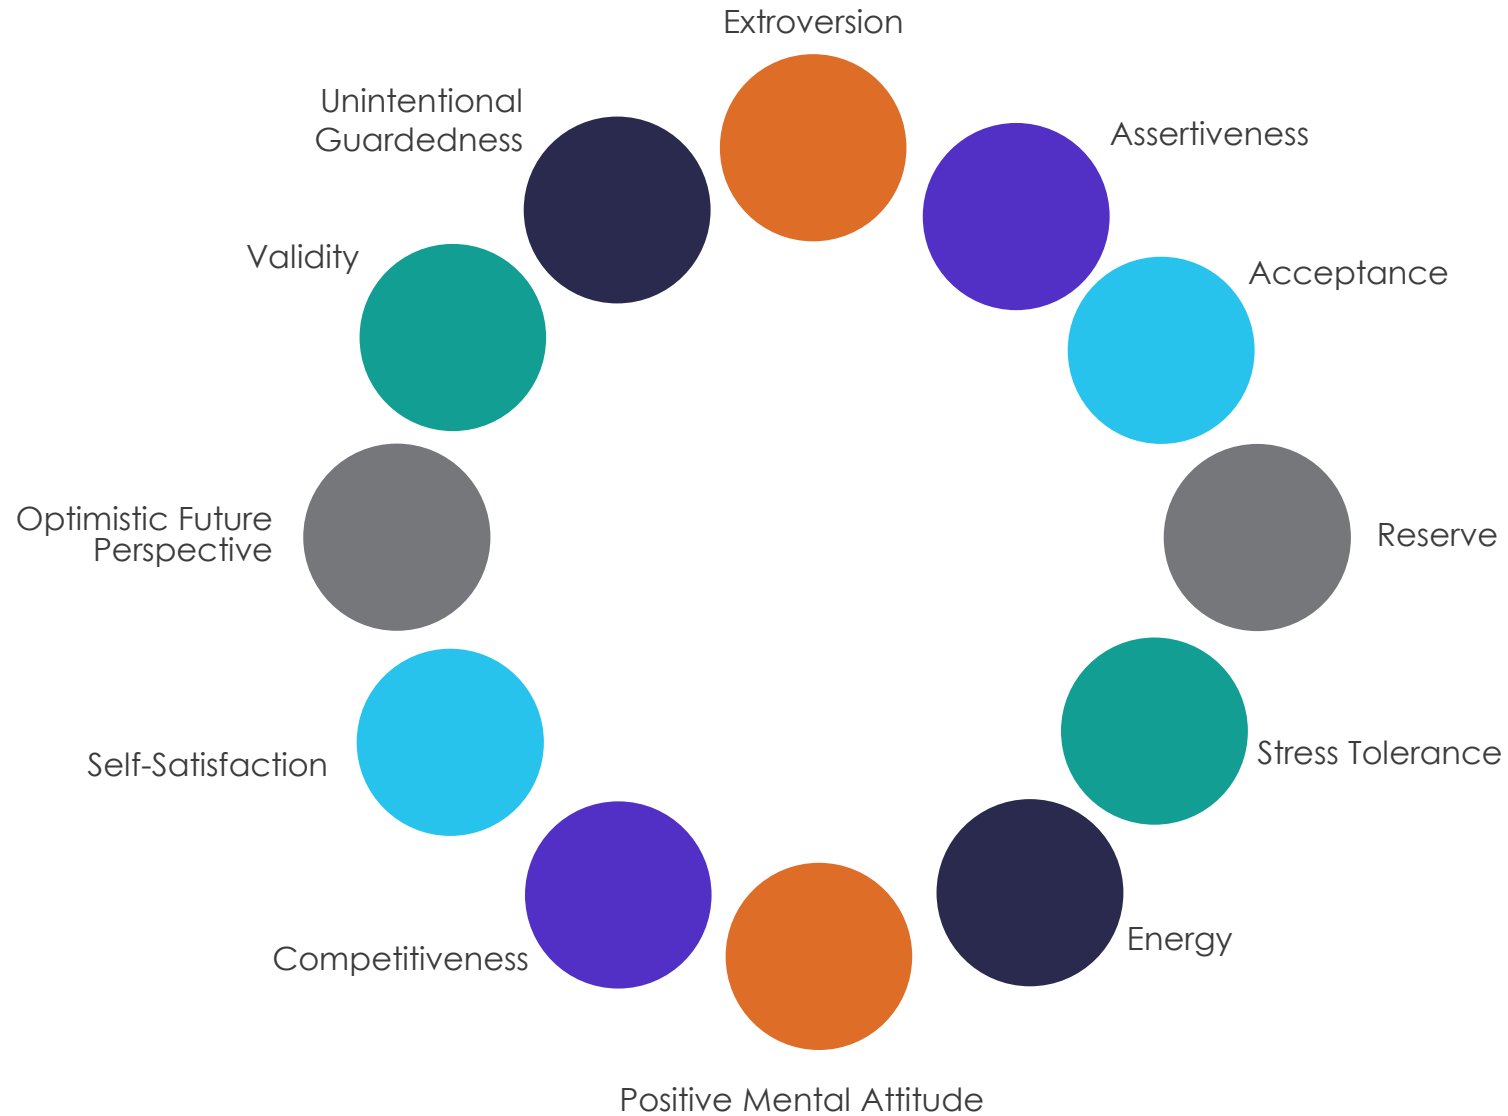 Extroversion
Unintentional
Guardedness
Assertiveness
Validity
Acceptance
Optimistic Future
Perspective
Reserve
Self-Satisfaction
Stress Tolerance
Competitiveness
Energy
Positive Mental Attitude